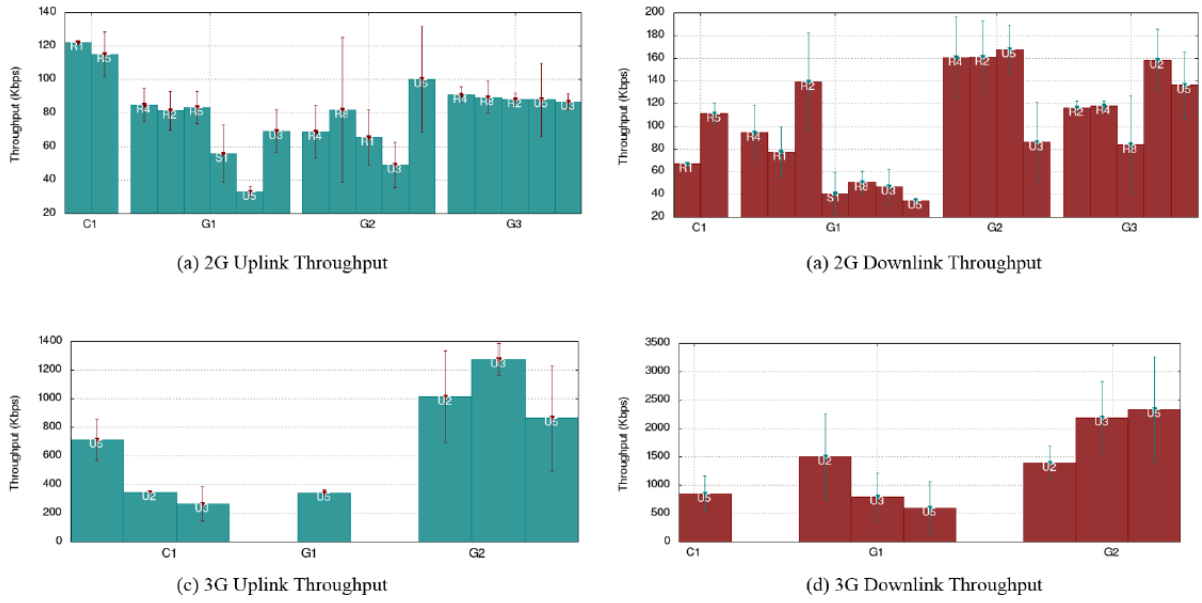 140
120
100
80
60
40
20
Throughput (Kbps)
R1
R5
R4
R2
R5
S1
U5
U3
R4
R8
R1
U3
U5
R4
R8
R2
U5
U3
C1
G1
G2
G3
(a) 2G Uplink Throughput
200
180
160
140
120
100
80
60
40
20
Throughput (Kbps)
R1
R5
R4
R1
R2
S1
R8
U3
U5
R4
R2
U5
U3
R2
R4
R8
U2
U5
C1
G1
G2
G3
(a) 2G Downlink Throughput
1400
1200
1000
800
600
400
200
0
Throughput (Kbps)
U5
U2
U3
U5
U2
U3
U5
C1
G1
G2
(c) 3G Uplink Throughput
3500
3000
2500
2000
1500
1000
500
0
Throughput (Kbps)
U5
U2
U3
U5
U2
U3
U5
C1
G1
G2
(d) 3G Downlink Throughput